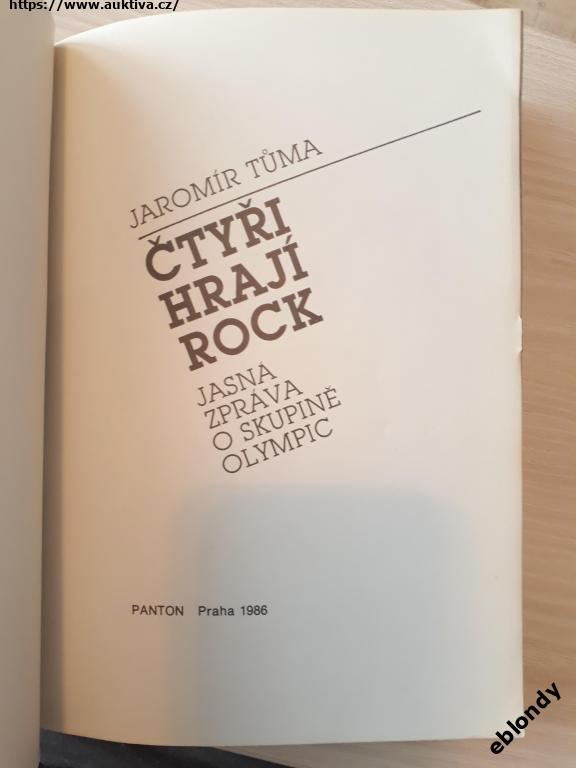 https://www.auktiva.cz/
JAROMÍR TŮMA
ČTYŘI
HRAJÍ
ROCK
JASNÁ
ZPRÁVA
O SKUPINĚ
OLYMPIC
PANTON Praha 1986
eblondy